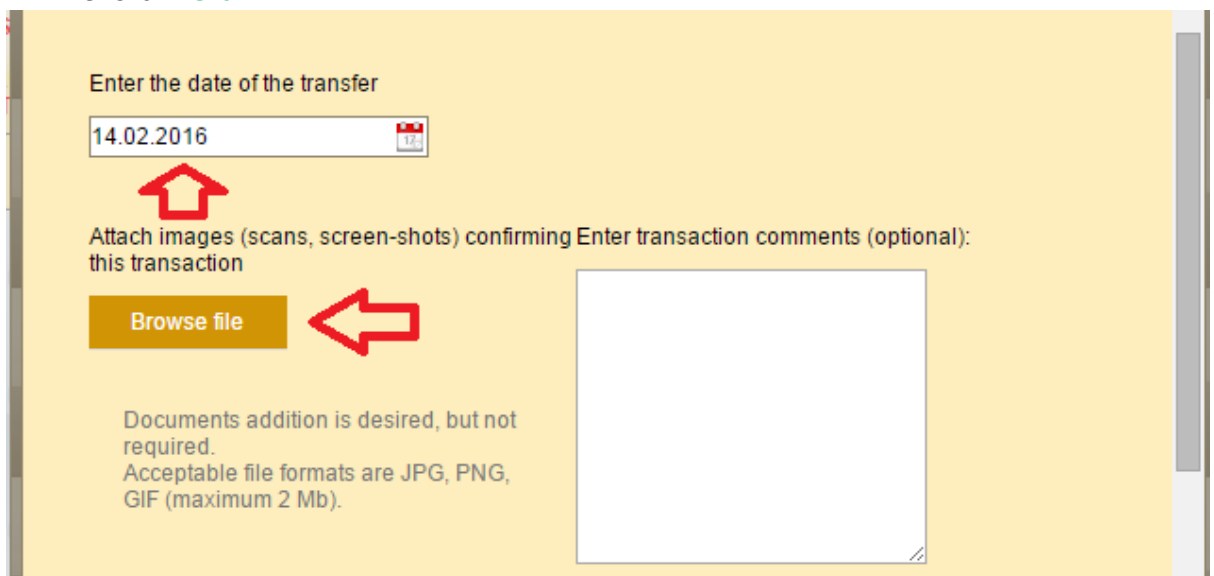 Enter the date of the transfer
14.02.2016
17
Attach images (scans, screen-shots) confirming
this transaction
Enter transaction comments (optional):
Browse file
Documents addition is desired, but not
required.
Acceptable file formats are JPG, PNG,
GIF (maximum 2 Mb).